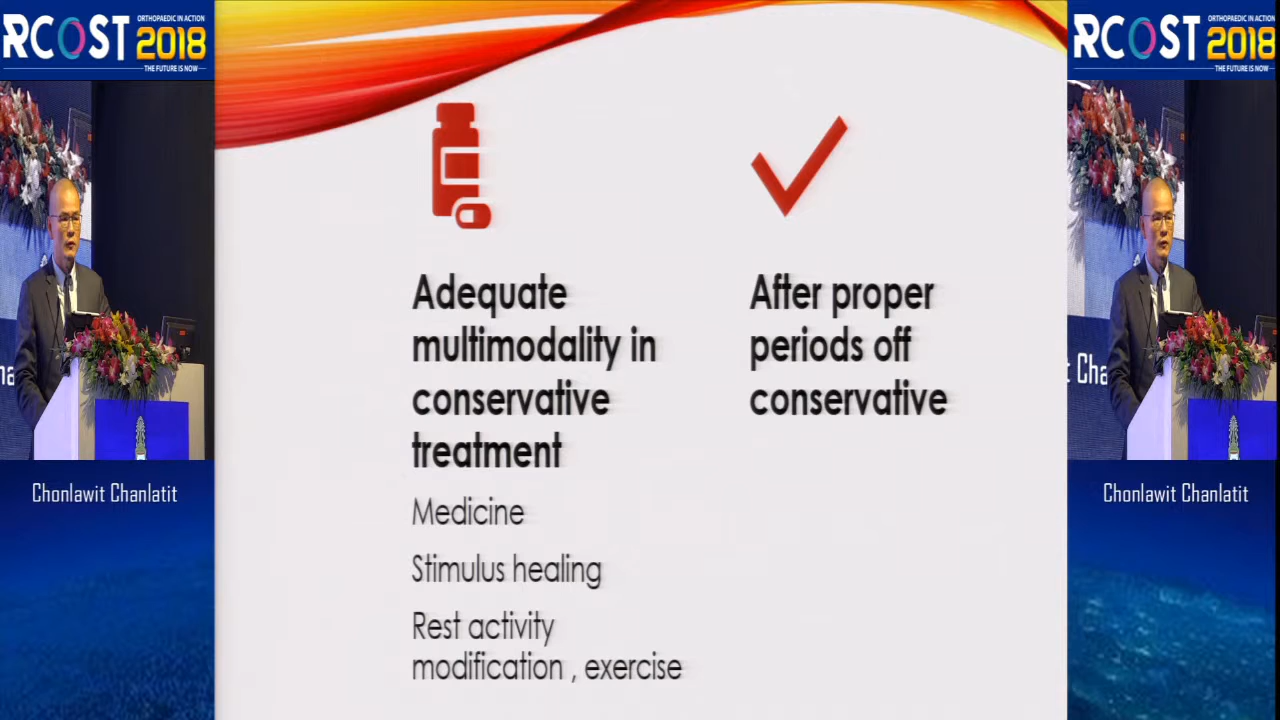 ORTHOPAEDIC IN ACTION
RCOST 2018
THE FUTURE IS NOW
Chonlawit Chanlatit
Adequate
multimodality in
conservative
treatment
Medicine
Stimulus healing
Rest activity
modification , exercise
After proper
periods off
conservative
ORTHOPAEDIC IN ACTION
RCOST 2018
THE FUTURE IS NOW
t Cha
Chonlawit Chanlatit